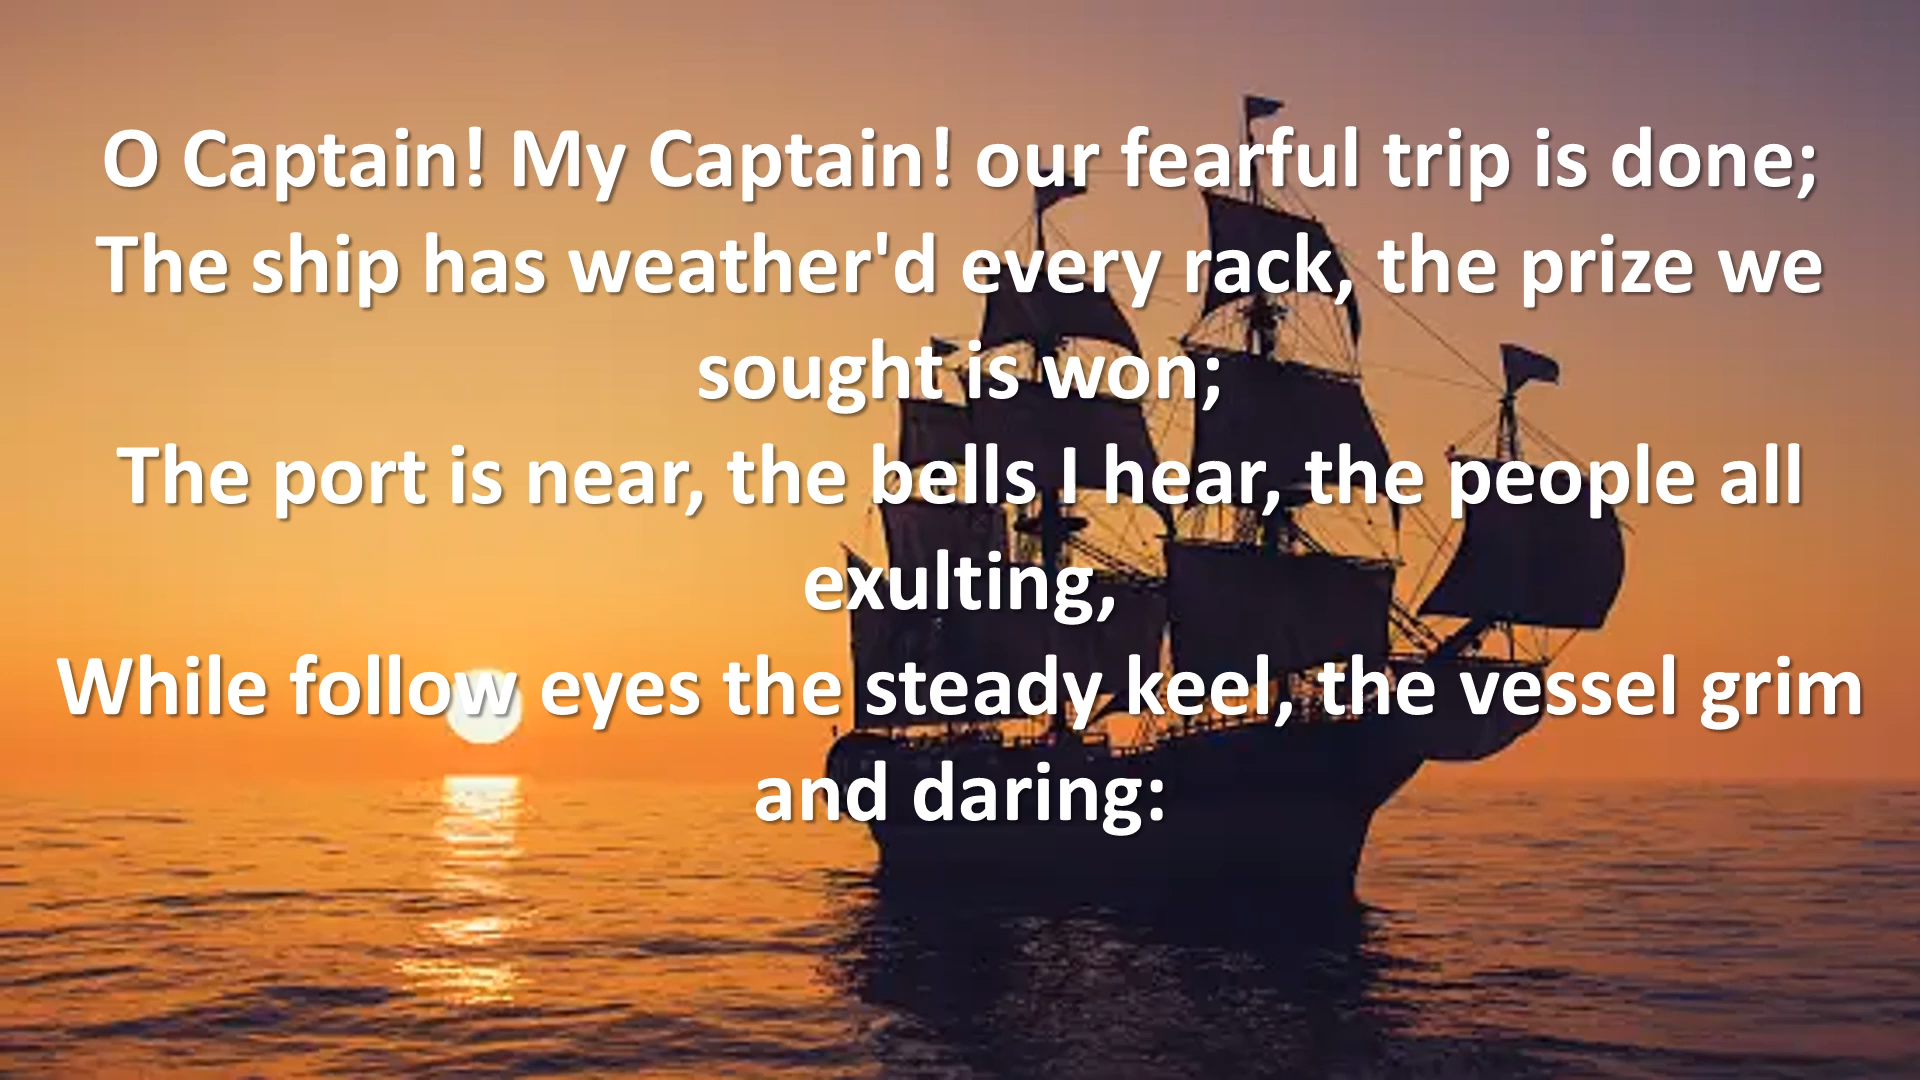 O Captain! My Captain! our fearful trip is done;
The ship has weather'd every rack, the prize we
sought is won;
The port is near, the bells I hear, the people all
exulting,
While follow eyes the steady keel, the vessel grim
and daring: